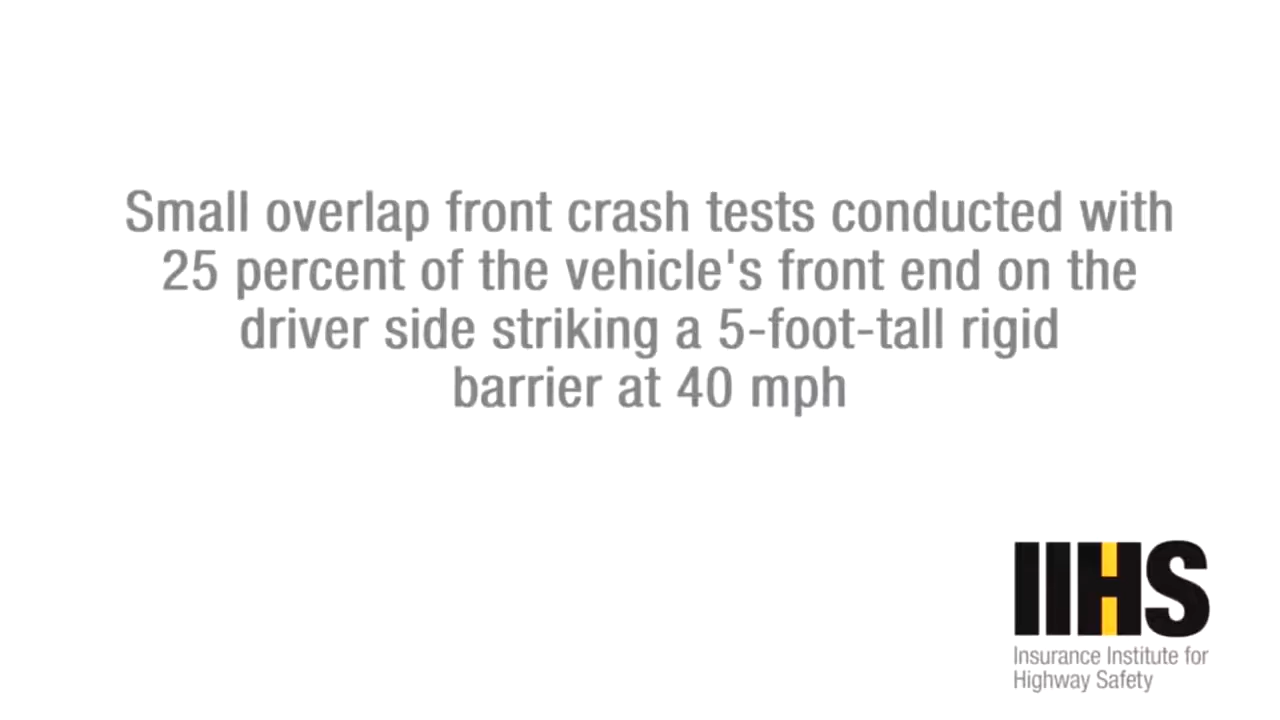 Small overlap front crash tests conducted with
25 percent of the vehicle's front end on the
driver side striking a 5-foot-tall rigid
barrier at 40 mph
IIHS
Insurance Institute for
Highway Safety